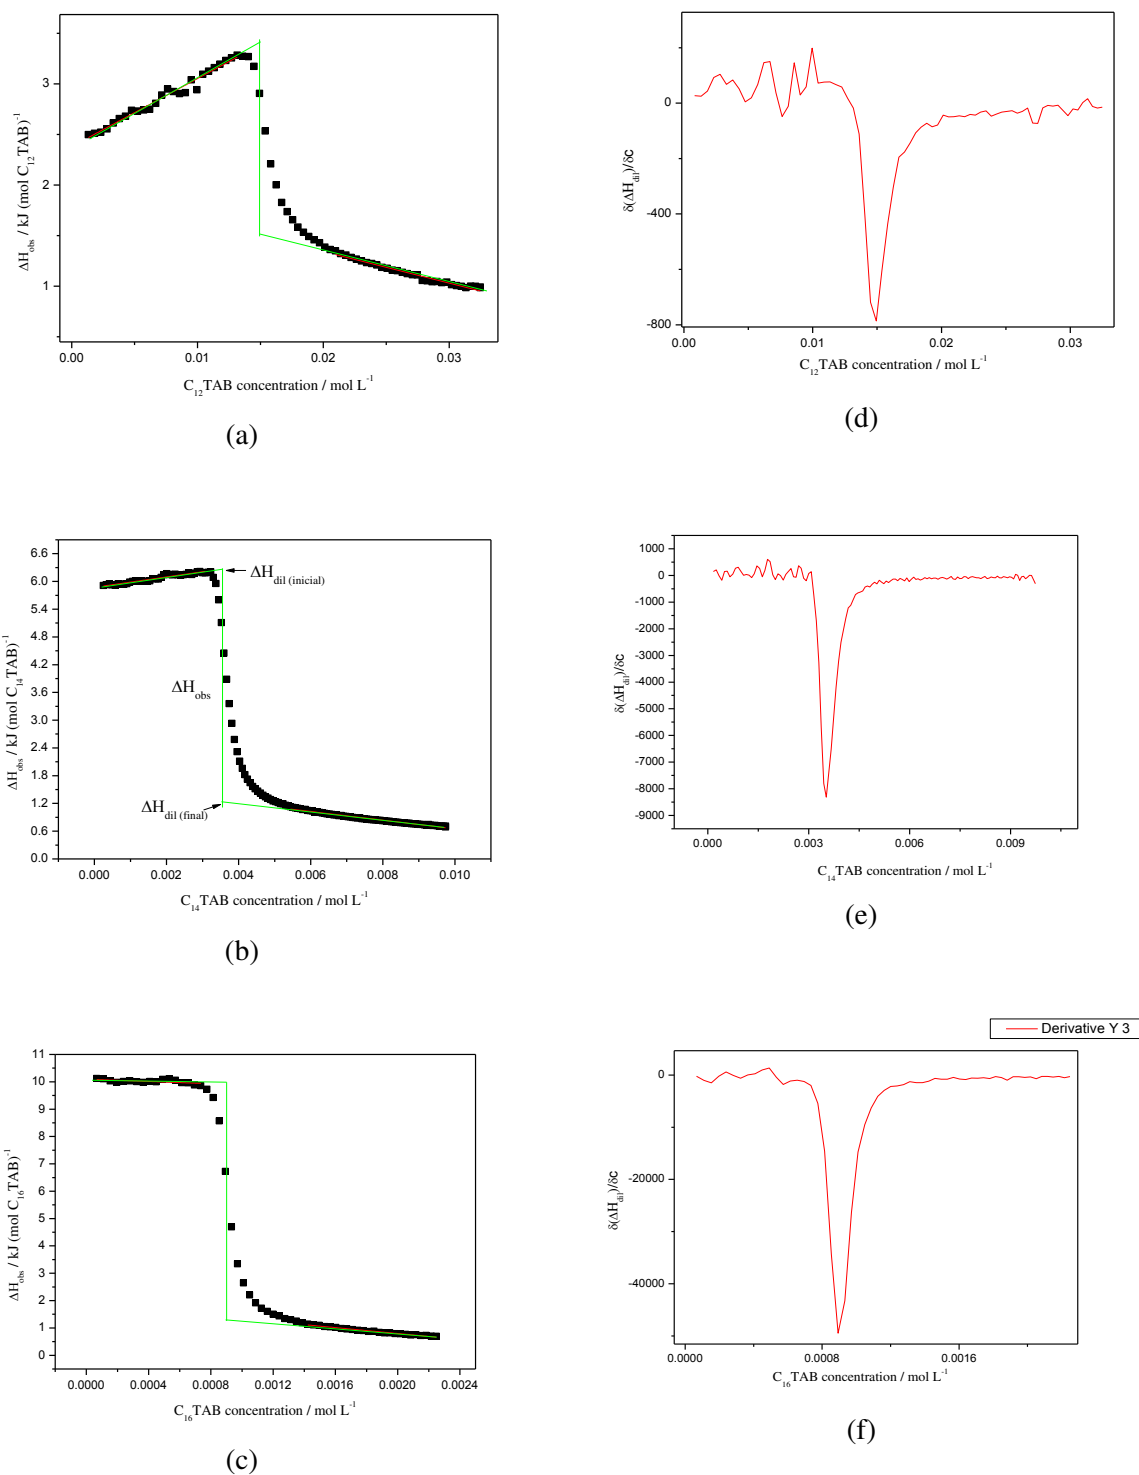 ΔH_obs / kJ (mol C_12TAB)^-1
3
2
1
0.00 0.01 0.02 0.03
C_12TAB concentration / mol L^-1
(a)
δ(ΔH_dil)/δc
0
-400
-800
0.00 0.01 0.02 0.03
C_12TAB concentration / mol L^-1
(d)
ΔH_obs / kJ (mol C_14TAB)^-1
6.6
6.0
5.4
4.8
4.2
3.6
3.0
2.4
1.8
1.2
0.6
0.0
ΔH_dil (inicial)
ΔH_obs
ΔH_dil (final)
0.000 0.002 0.004 0.006 0.008 0.010
C_14TAB concentration / mol L^-1
(b)
δ(ΔH_dil)/δc
1000
0
-1000
-2000
-3000
-4000
-5000
-6000
-7000
-8000
-9000
0.000 0.003 0.006 0.009
C_14TAB concentration / mol L^-1
(e)
ΔH_obs / kJ (mol C_16TAB)^-1
11
10
9
8
7
6
5
4
3
2
1
0
0.0000 0.0004 0.0008 0.0012 0.0016 0.0020 0.0024
C_16TAB concentration / mol L^-1
(c)
Derivative Y 3
δ(ΔH_dil)/δc
0
-20000
-40000
0.0000 0.0008 0.0016
C_16TAB concentration / mol L^-1
(f)